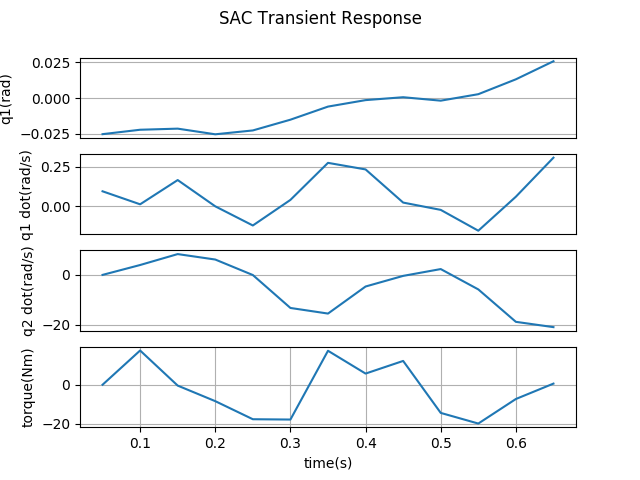 SAC Transient Response
q1(rad)
0.025
0.000
−0.025
q1 dot(rad/s)
0.25
0.00
q2 dot(rad/s)
0
−20
torque(Nm)
0
−20
0.1 0.2 0.3 0.4 0.5 0.6
time(s)